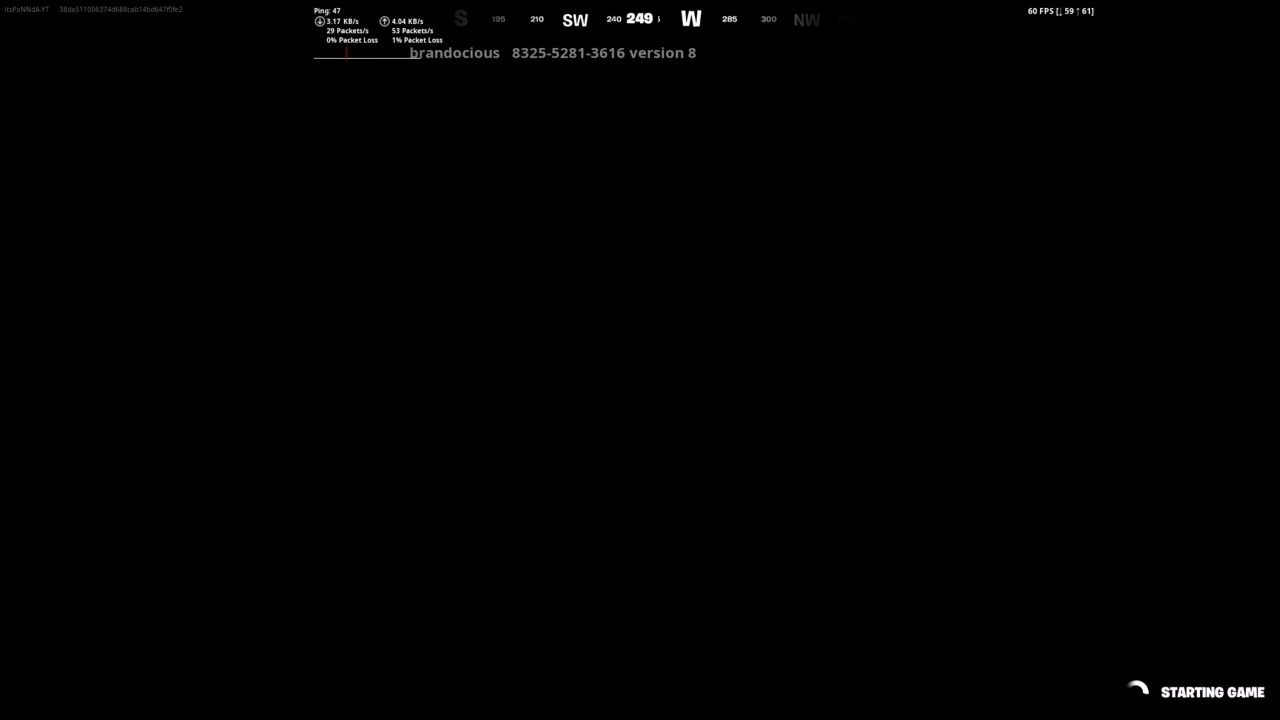 itsPaNNdA-YT 38da511006374d688cab14bd647f0fe2
Ping: 47
3.17 KB/s 4.04 KB/s
29 Packets/s 53 Packets/s
0% Packet Loss 1% Packet Loss
S 195 210 SW 240 249 W 285 300 NW
60 FPS [↓ 59 ↑ 61]
brandocious 8325-5281-3616 version 8
STARTING GAME